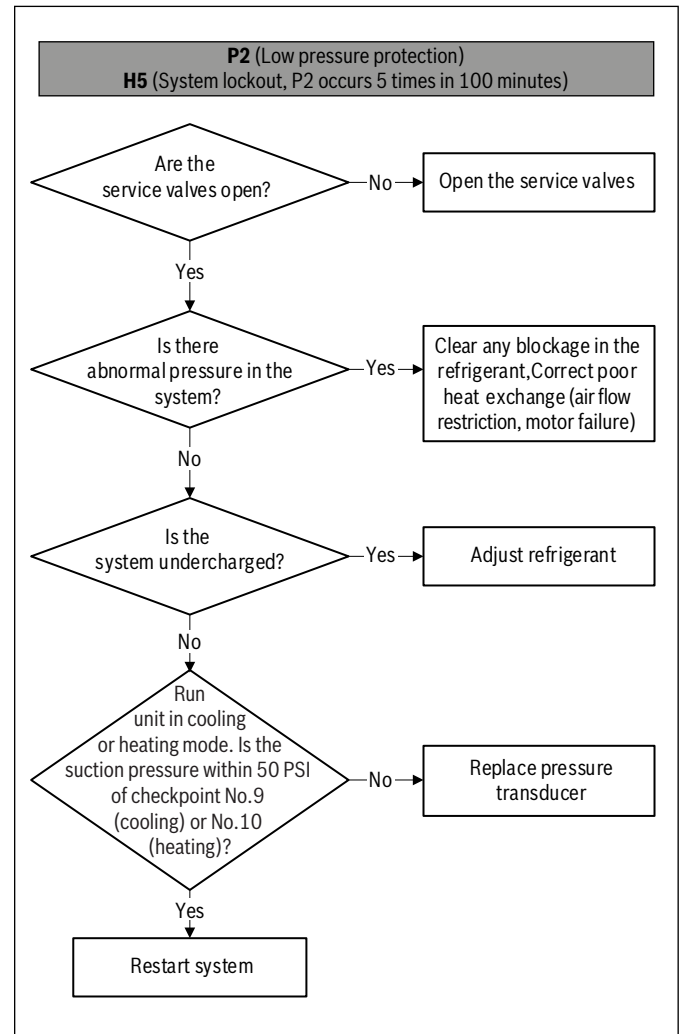 P2 (Low pressure protection)
H5 (System lockout, P2 occurs 5 times in 100 minutes)
Are the
service valves open?
No
Open the service valves
Yes
Is there
abnormal pressure in the
system?
Yes
Clear any blockage in the
refrigerant,Correct poor
heat exchange (air flow
restriction, motor failure)
No
Is the
system undercharged?
Yes
Adjust refrigerant
No
Run
unit in cooling
or heating mode. Is the
suction pressure within 50 PSI
of checkpoint No.9
(cooling) or No.10
(heating)?
No
Replace pressure
transducer
Yes
Restart system